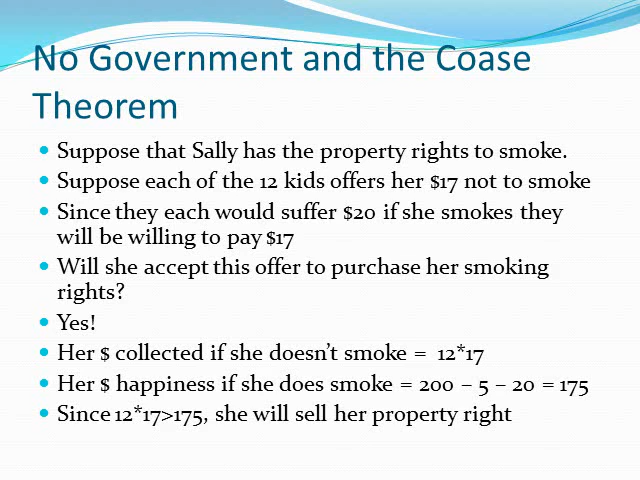 No Government and the Coase
Theorem
• Suppose that Sally has the property rights to smoke.
• Suppose each of the 12 kids offers her $17 not to smoke
• Since they each would suffer $20 if she smokes they
will be willing to pay $17
• Will she accept this offer to purchase her smoking
rights?
• Yes!
• Her $ collected if she doesn’t smoke = 12*17
• Her $ happiness if she does smoke = 200 – 5 – 20 = 175
• Since 12*17>175, she will sell her property right